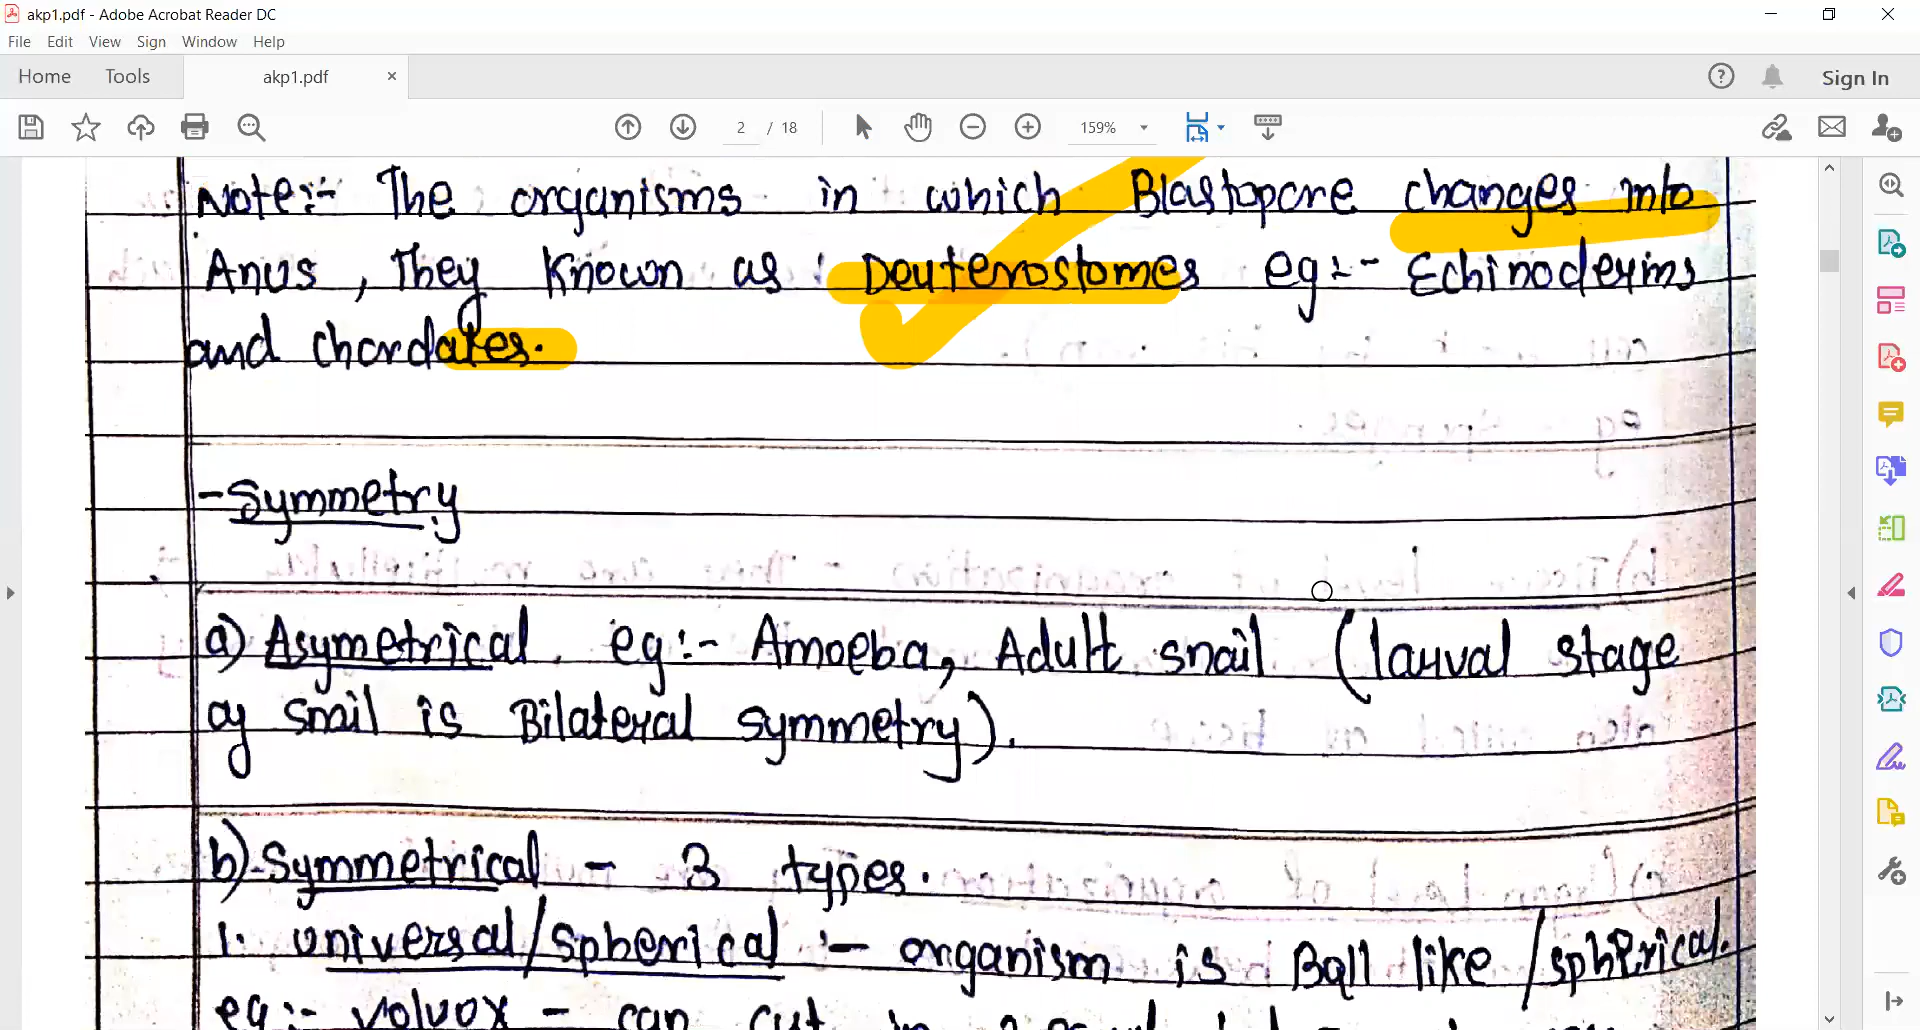 akp1.pdf - Adobe Acrobat Reader DC
File Edit View Sign Window Help
Home Tools akp1.pdf × Sign In
2 / 18 159%
Note:- The organisms in which Blastopore changes into
Anus, They Known as Deuterostomes eg:- Echinoderms
and chordates.
- Symmetry
a) Asymetrical eg:- Amoeba, Adult snail (larval stage
of snail is Bilateral symmetry).
b) Symmetrical - 3 types.
1. universal/spherical :- organism is Ball like/spherical.
eg:- volvox - can cut in